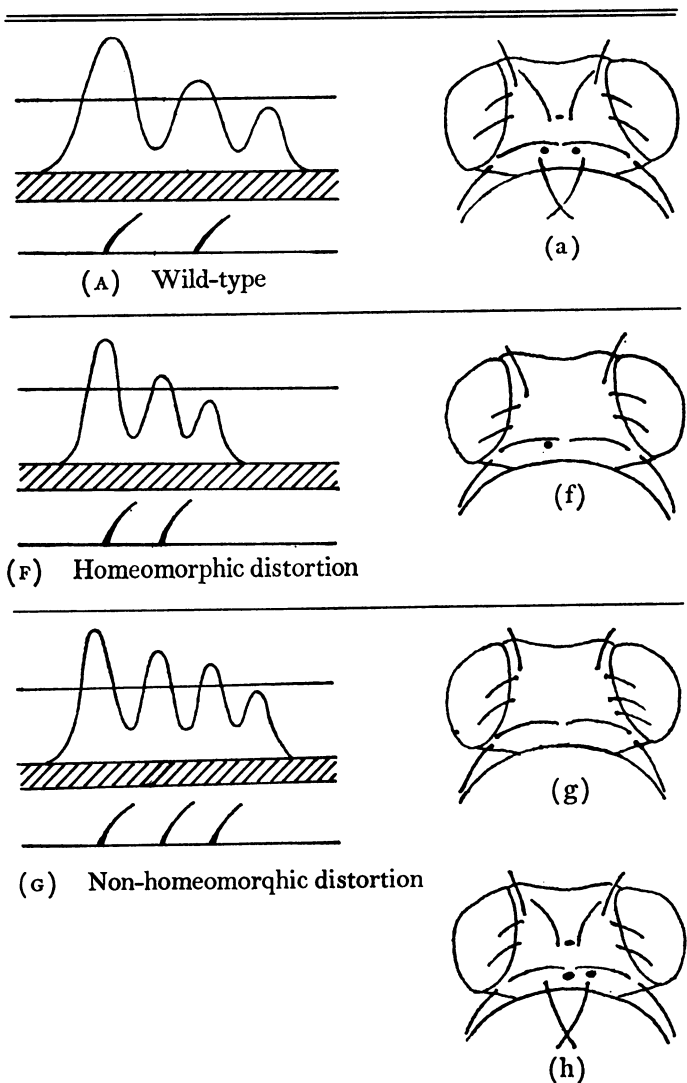 (a)
(A) Wild-type
(f)
(F) Homeomorphic distortion
(g)
(G) Non-homeomorqhic distortion
(h)